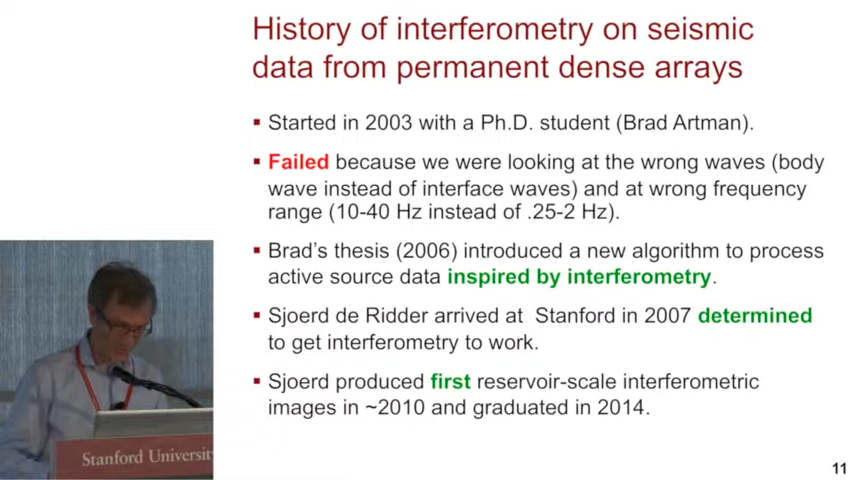 History of interferometry on seismic
data from permanent dense arrays
▪ Started in 2003 with a Ph.D. student (Brad Artman).
▪ Failed because we were looking at the wrong waves (body
wave instead of interface waves) and at wrong frequency
range (10-40 Hz instead of .25-2 Hz).
▪ Brad's thesis (2006) introduced a new algorithm to process
active source data inspired by interferometry.
▪ Sjoerd de Ridder arrived at Stanford in 2007 determined
to get interferometry to work.
▪ Sjoerd produced first reservoir-scale interferometric
images in ~2010 and graduated in 2014.
Stanford University
11